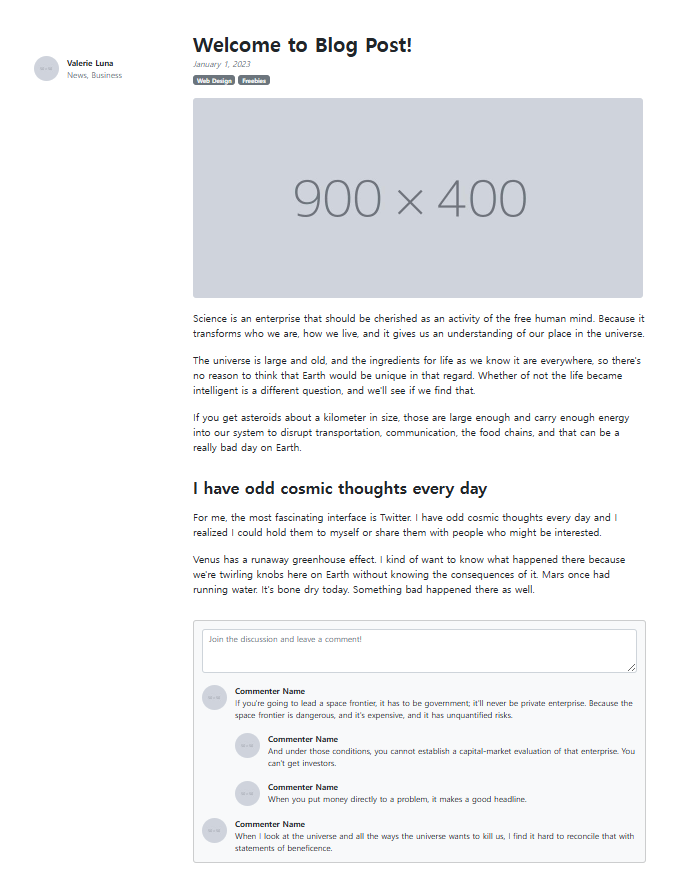 Welcome to Blog Post!
January 1, 2023
Web Design Freebies
Valerie Luna
News, Business
900 × 400
Science is an enterprise that should be cherished as an activity of the free human mind. Because it
transforms who we are, how we live, and it gives us an understanding of our place in the universe.
The universe is large and old, and the ingredients for life as we know it are everywhere, so there's
no reason to think that Earth would be unique in that regard. Whether of not the life became
intelligent is a different question, and we'll see if we find that.
If you get asteroids about a kilometer in size, those are large enough and carry enough energy
into our system to disrupt transportation, communication, the food chains, and that can be a
really bad day on Earth.
I have odd cosmic thoughts every day
For me, the most fascinating interface is Twitter. I have odd cosmic thoughts every day and I
realized I could hold them to myself or share them with people who might be interested.
Venus has a runaway greenhouse effect. I kind of want to know what happened there because
we're twirling knobs here on Earth without knowing the consequences of it. Mars once had
running water. It's bone dry today. Something bad happened there as well.
Join the discussion and leave a comment!
Commenter Name
If you're going to lead a space frontier, it has to be government; it'll never be private enterprise. Because the
space frontier is dangerous, and it's expensive, and it has unquantified risks.
Commenter Name
And under those conditions, you cannot establish a capital-market evaluation of that enterprise. You
can't get investors.
Commenter Name
When you put money directly to a problem, it makes a good headline.
Commenter Name
When I look at the universe and all the ways the universe wants to kill us, I find it hard to reconcile that with
statements of beneficence.